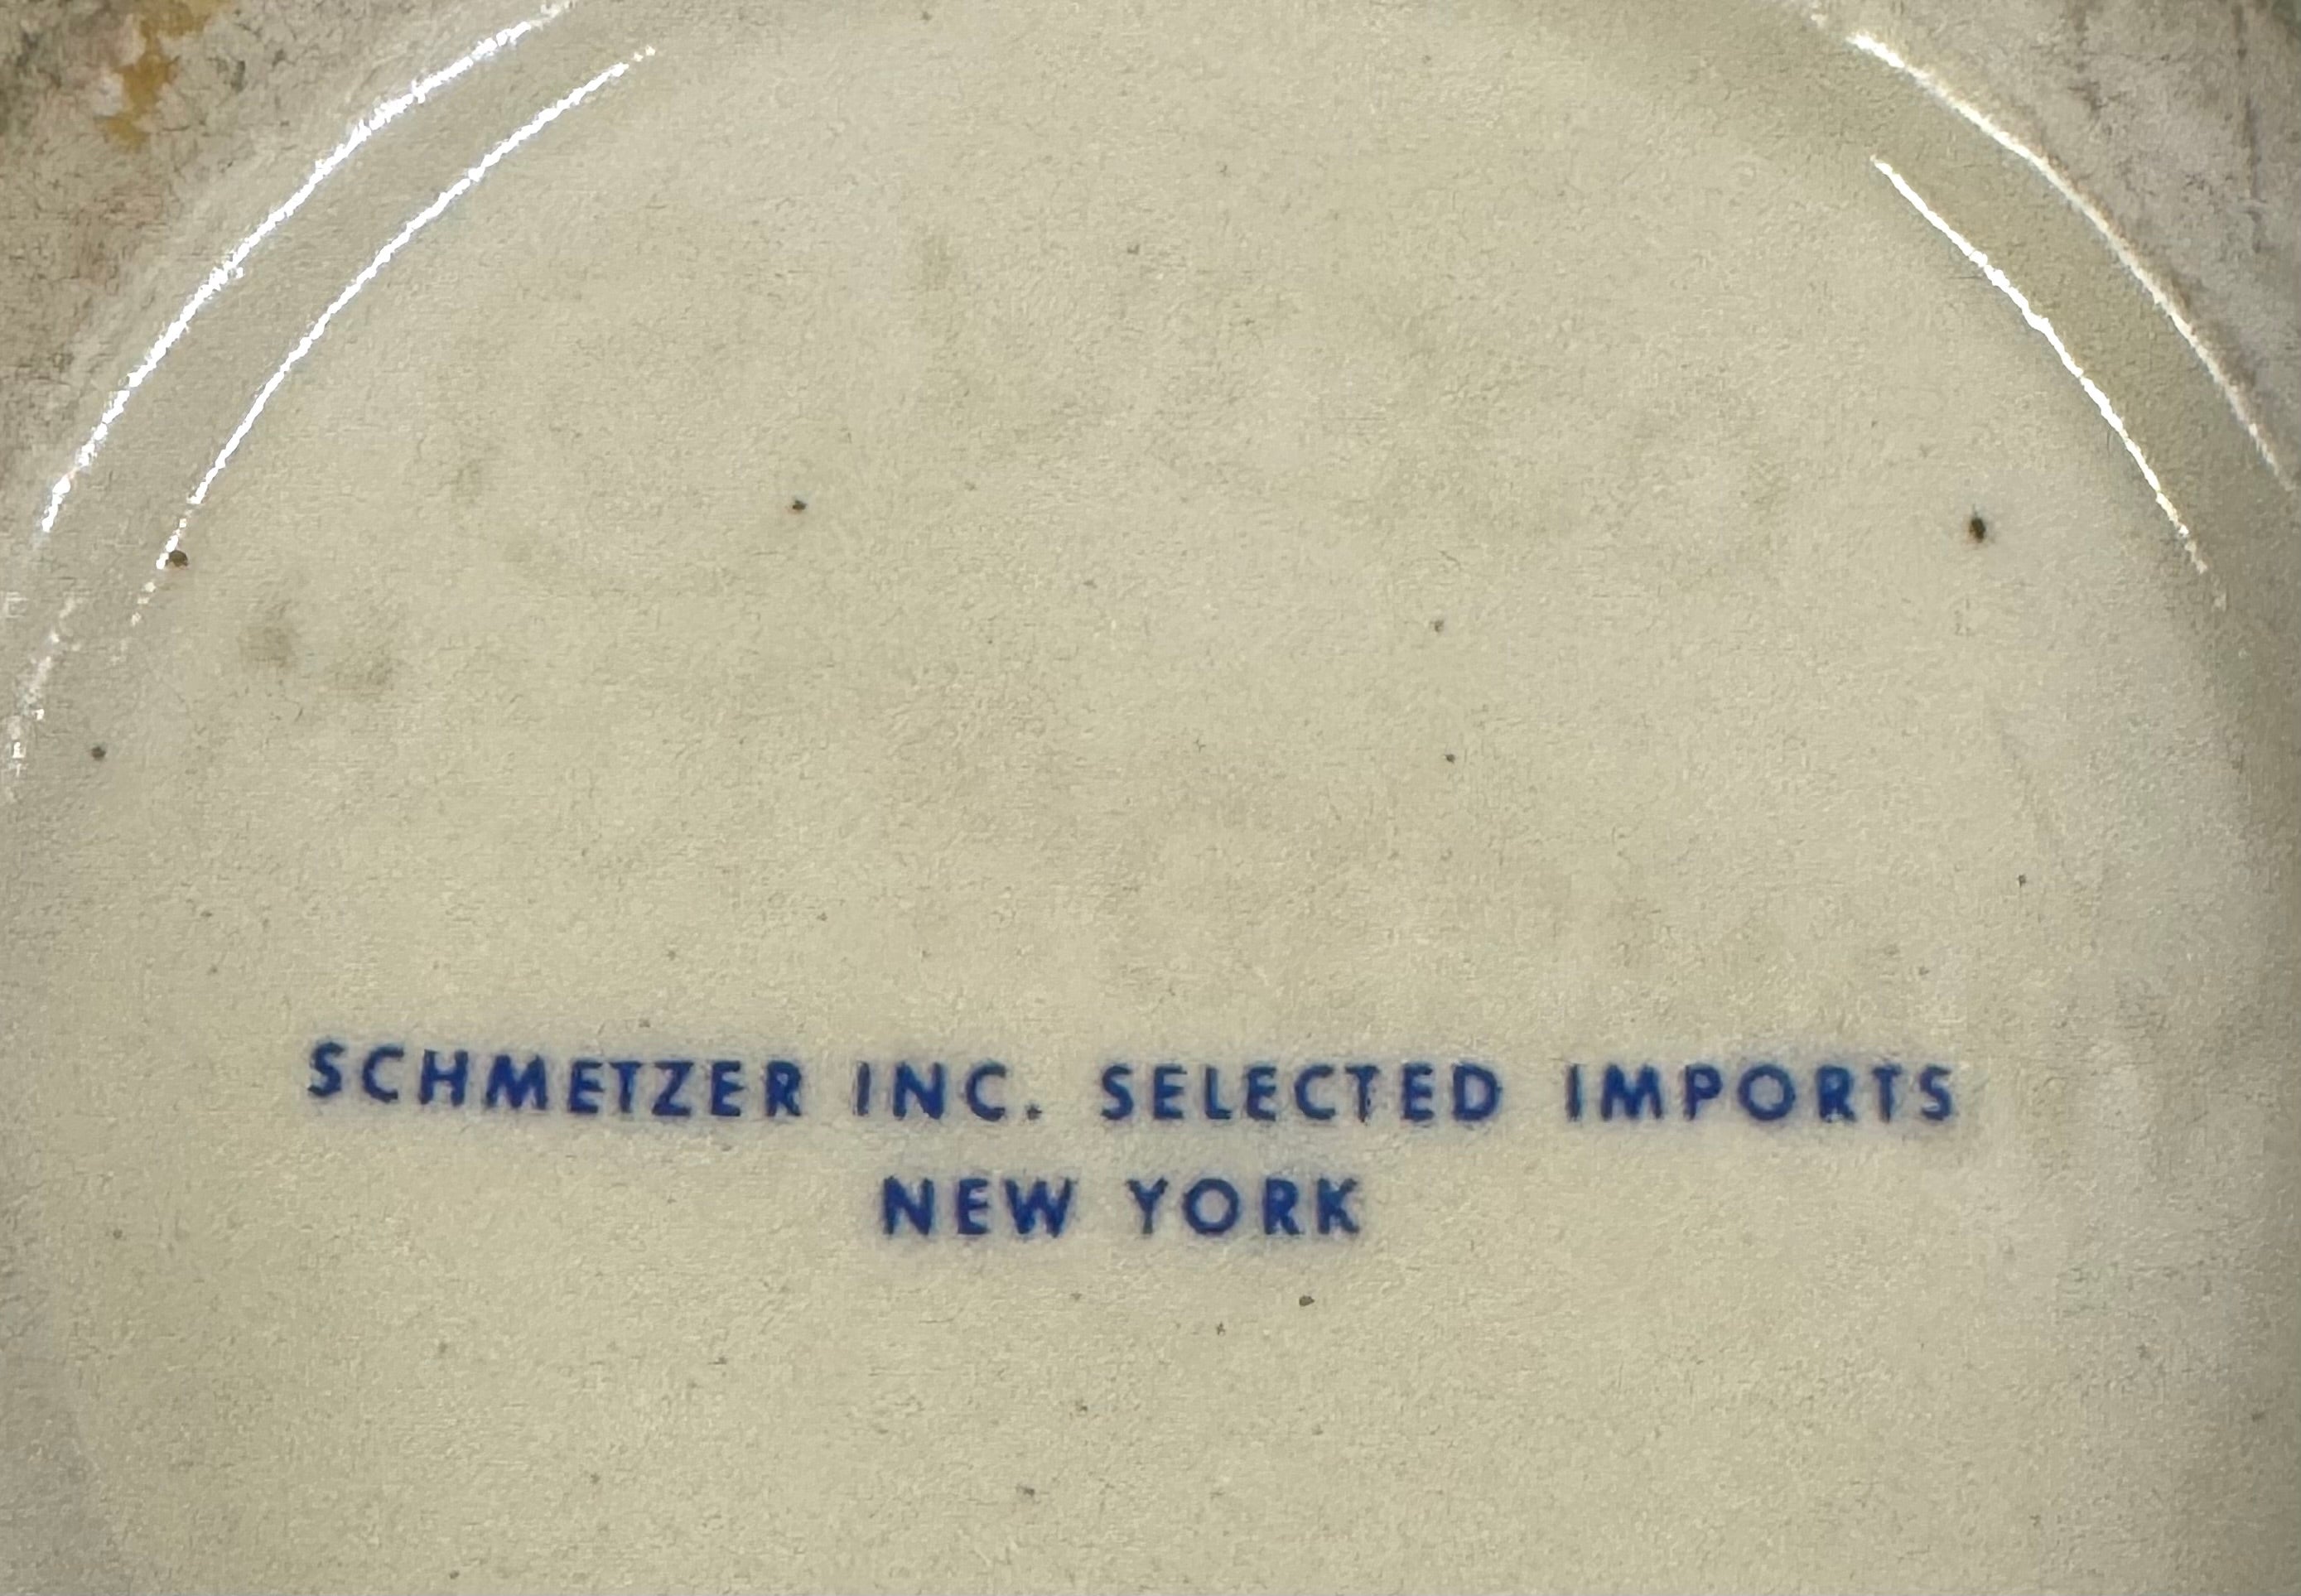 SCHMETZER INC. SELECTED IMPORTS
NEW YORK